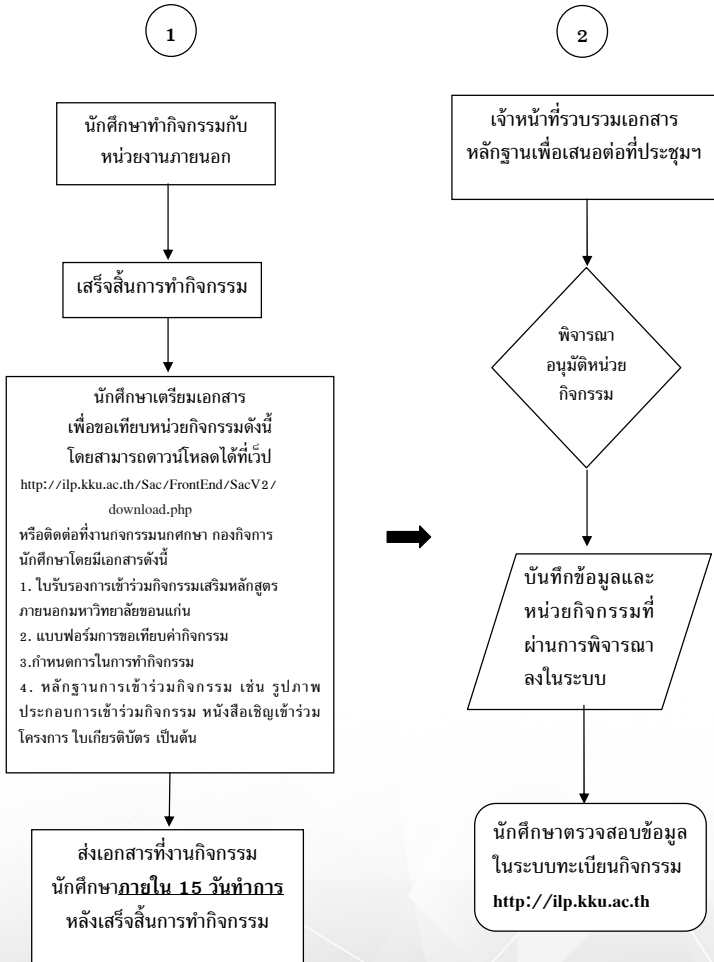 1
นักศึกษาทำกิจกรรมกับ
หน่วยงานภายนอก
เสร็จสิ้นการทำกิจกรรม
นักศึกษาเตรียมเอกสาร
เพื่อขอเทียบหน่วยกิจกรรมดังนี้
โดยสามารถดาวน์โหลดได้ที่เว็ป
http://ilp.kku.ac.th/Sac/FrontEnd/SacV2/
download.php
หรือติดต่อที่งานกจกรรมนกศกษา กองกิจการ
นักศึกษาโดยมีเอกสารดังนี้
1. ใบรับรองการเข้าร่วมกิจกรรมเสริมหลักสูตร
ภายนอกมหาวิทยาลัยขอนแก่น
2. แบบฟอร์มการขอเทียบค่ากิจกรรม
3.กำหนดการในการทำกิจกรรม
4. หลักฐานการเข้าร่วมกิจกรรม เช่น รูปภาพ
ประกอบการเข้าร่วมกิจกรรม หนังสือเชิญเข้าร่วม
โครงการ ใบเกียรติบัตร เป็นต้น
ส่งเอกสารที่งานกิจกรรม
นักศึกษาภายใน 15 วันทำการ
หลังเสร็จสิ้นการทำกิจกรรม
2
เจ้าหน้าที่รวบรวมเอกสาร
หลักฐานเพื่อเสนอต่อที่ประชุมฯ
พิจารณา
อนุมัติหน่วย
กิจกรรม
บันทึกข้อมูลและ
หน่วยกิจกรรมที่
ผ่านการพิจารณา
ลงในระบบ
นักศึกษาตรวจสอบข้อมูล
ในระบบทะเบียนกิจกรรม
http://ilp.kku.ac.th